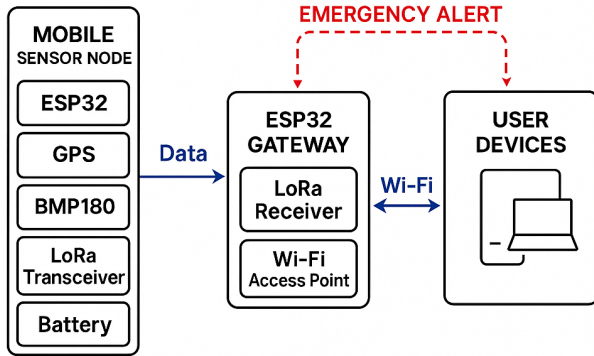 EMERGENCY ALERT
MOBILE
SENSOR NODE
ESP32
GPS
BMP180
LoRa
Transceiver
Battery
Data
ESP32
GATEWAY
LoRa
Receiver
Wi-Fi
Access Point
Wi-Fi
USER
DEVICES